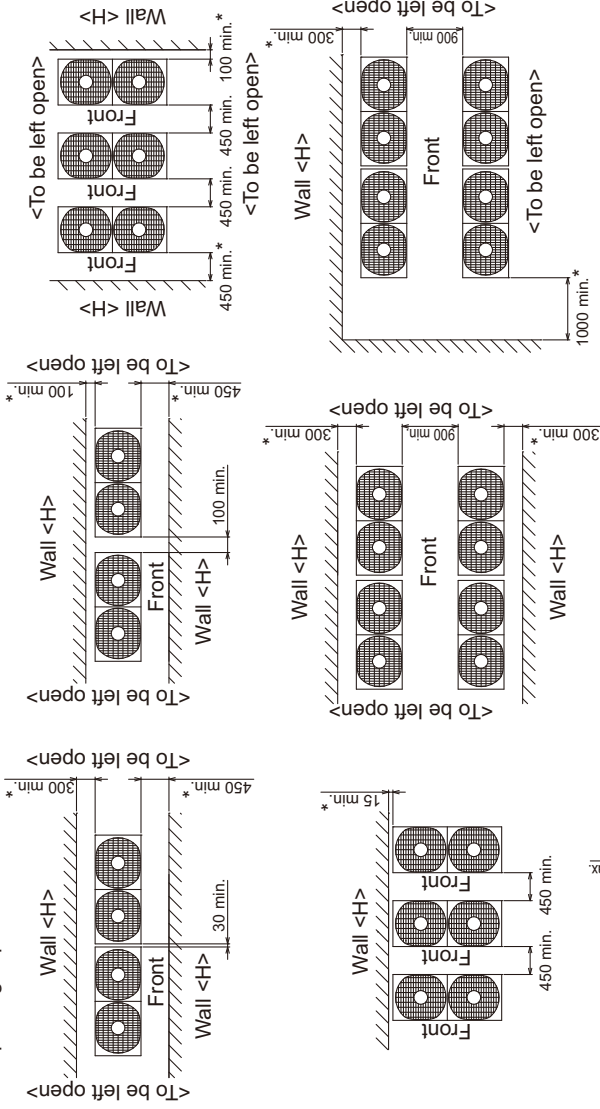 Wall <H>
<To be left open>
Front
Front
Front
<To be left open>
Wall <H>
450 min.*
450 min.
450 min.
100 min.*
<To be left open>
300 min.*
900 min.
Wall <H>
Front
<To be left open>
1000 min.*
<To be left open>
100 min.*
450 min.*
Wall <H>
Front
100 min.
Wall <H>
<To be left open>
<To be left open>
300 min.*
900 min.
300 min.*
Wall <H>
Front
Wall <H>
<To be left open>
<To be left open>
300 min.*
450 min.*
Wall <H>
Front
30 min.
Wall <H>
<To be left open>
15 min.*
Wall <H>
Front
Front
Front
450 min.
450 min.